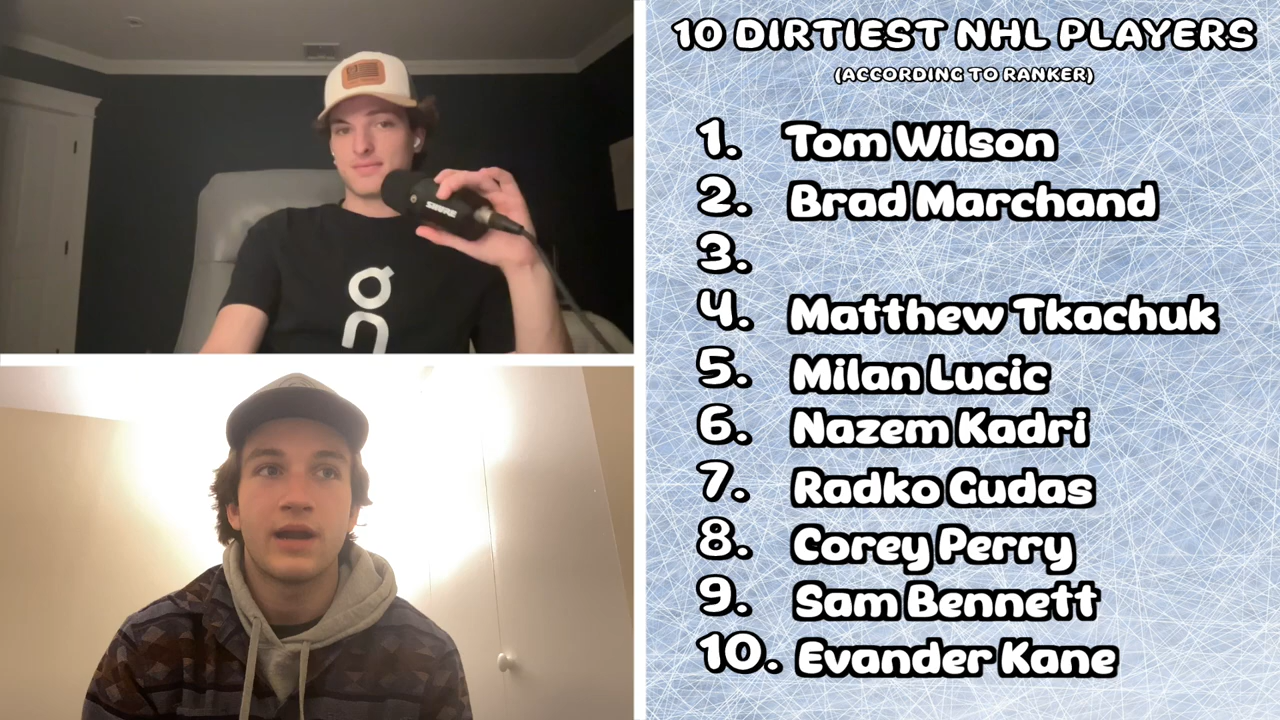 10 DIRTIEST NHL PLAYERS
(ACCORDING TO RANKER)
1. Tom Wilson
2. Brad Marchand
3.
4. Matthew Tkachuk
5. Milan Lucic
6. Nazem Kadri
7. Radko Gudas
8. Corey Perry
9. Sam Bennett
10. Evander Kane
SHURE